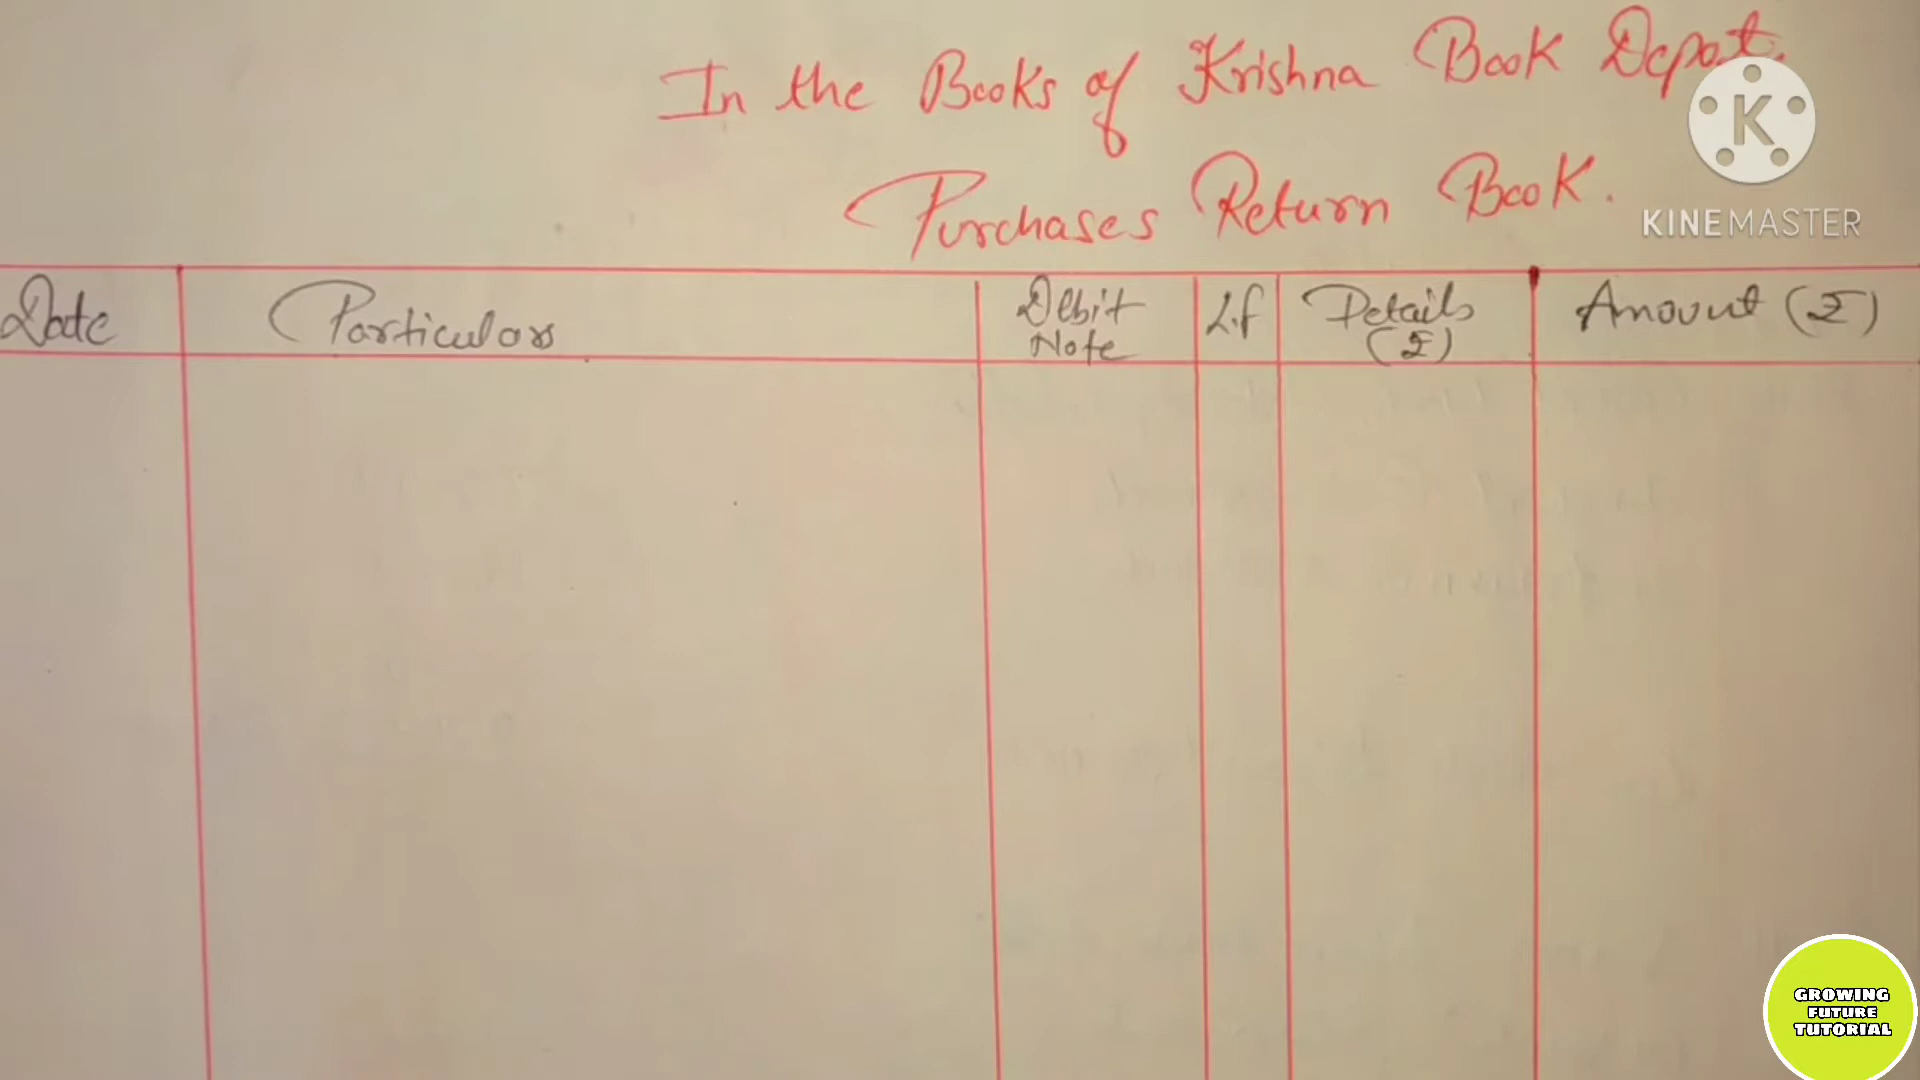 In the Books of Krishna Book Depot.
Purchases Return Book.
K
KINEMASTER
Date
Particulars
Debit
Note
L.f
Details
(₹)
Amount (₹)
GROWING
FUTURE
TUTORIAL